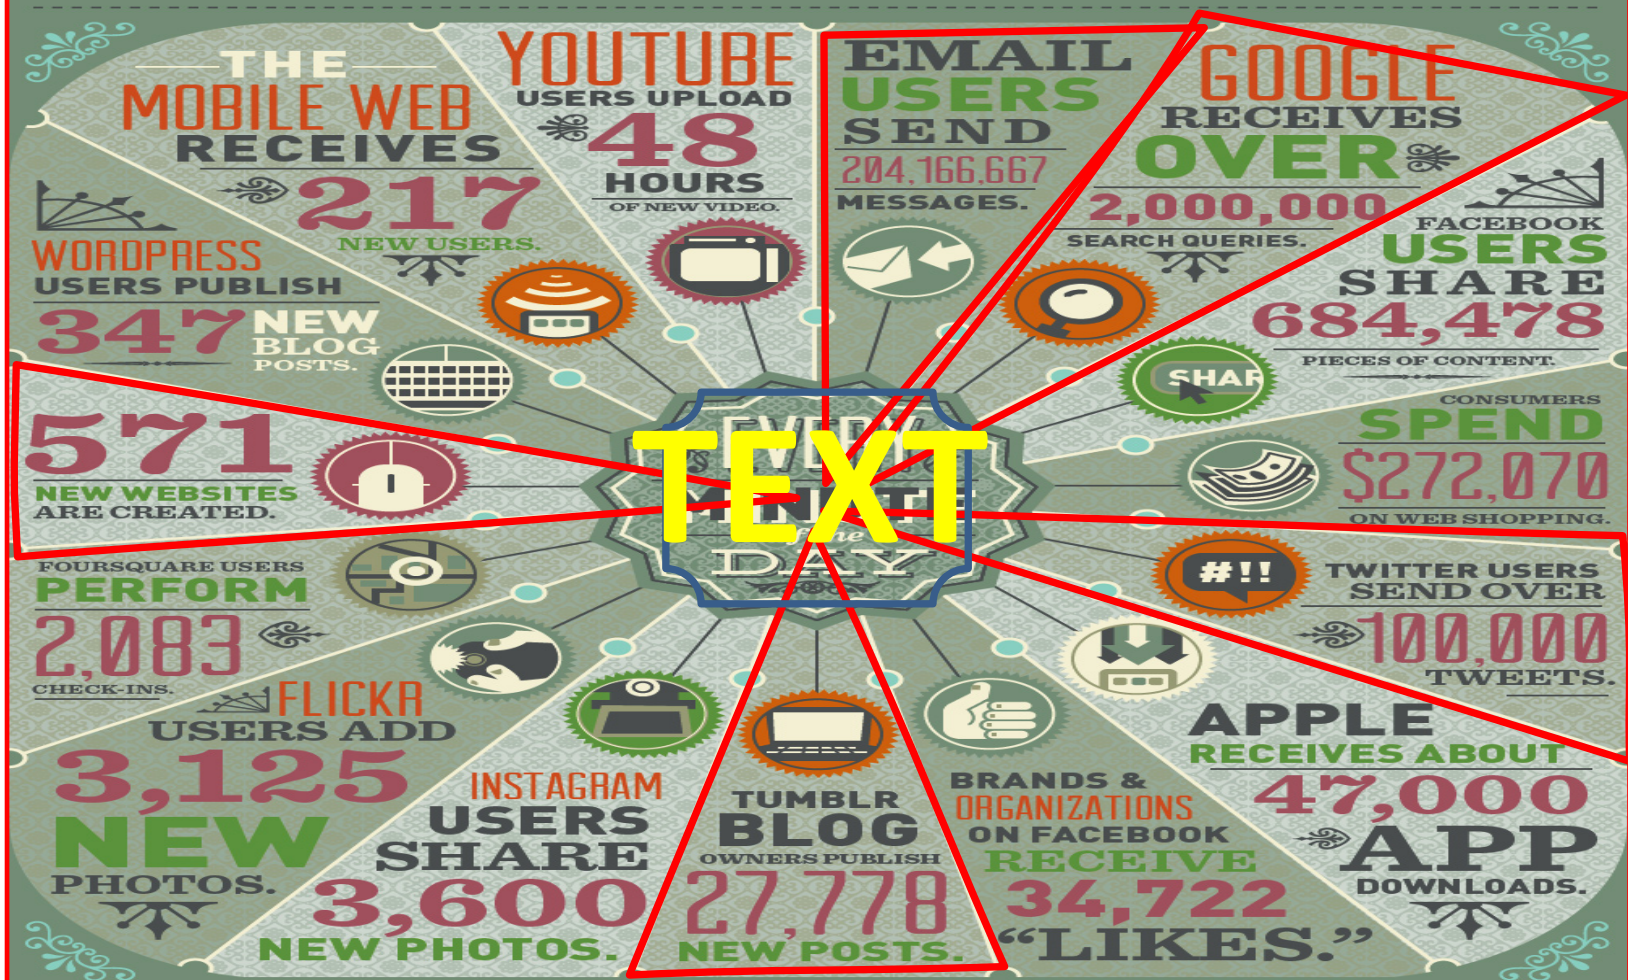 THE
MOBILE WEB
RECEIVES
217
NEW USERS.
YOUTUBE
USERS UPLOAD
48
HOURS
OF NEW VIDEO.
EMAIL
USERS
SEND
204,166,667
MESSAGES.
GOOGLE
RECEIVES
OVER
2,000,000
SEARCH QUERIES.
FACEBOOK
USERS
SHARE
684,478
PIECES OF CONTENT.
SHAR
CONSUMERS
SPEND
$272,070
ON WEB SHOPPING.
#!!
TWITTER USERS
SEND OVER
100,000
TWEETS.
APPLE
RECEIVES ABOUT
47,000
APP
DOWNLOADS.
BRANDS &
ORGANIZATIONS
ON FACEBOOK
RECEIVE
34,722
“LIKES.”
TUMBLR
BLOG
OWNERS PUBLISH
27,778
NEW POSTS.
INSTAGRAM
USERS
SHARE
3,600
NEW PHOTOS.
FLICKR
USERS ADD
3,125
NEW
PHOTOS.
FOURSQUARE USERS
PERFORM
2,083
CHECK-INS.
571
NEW WEBSITES
ARE CREATED.
WORDPRESS
USERS PUBLISH
347 NEW
BLOG
POSTS.
EVERY
TEXT
MINUTE
of the
DAY